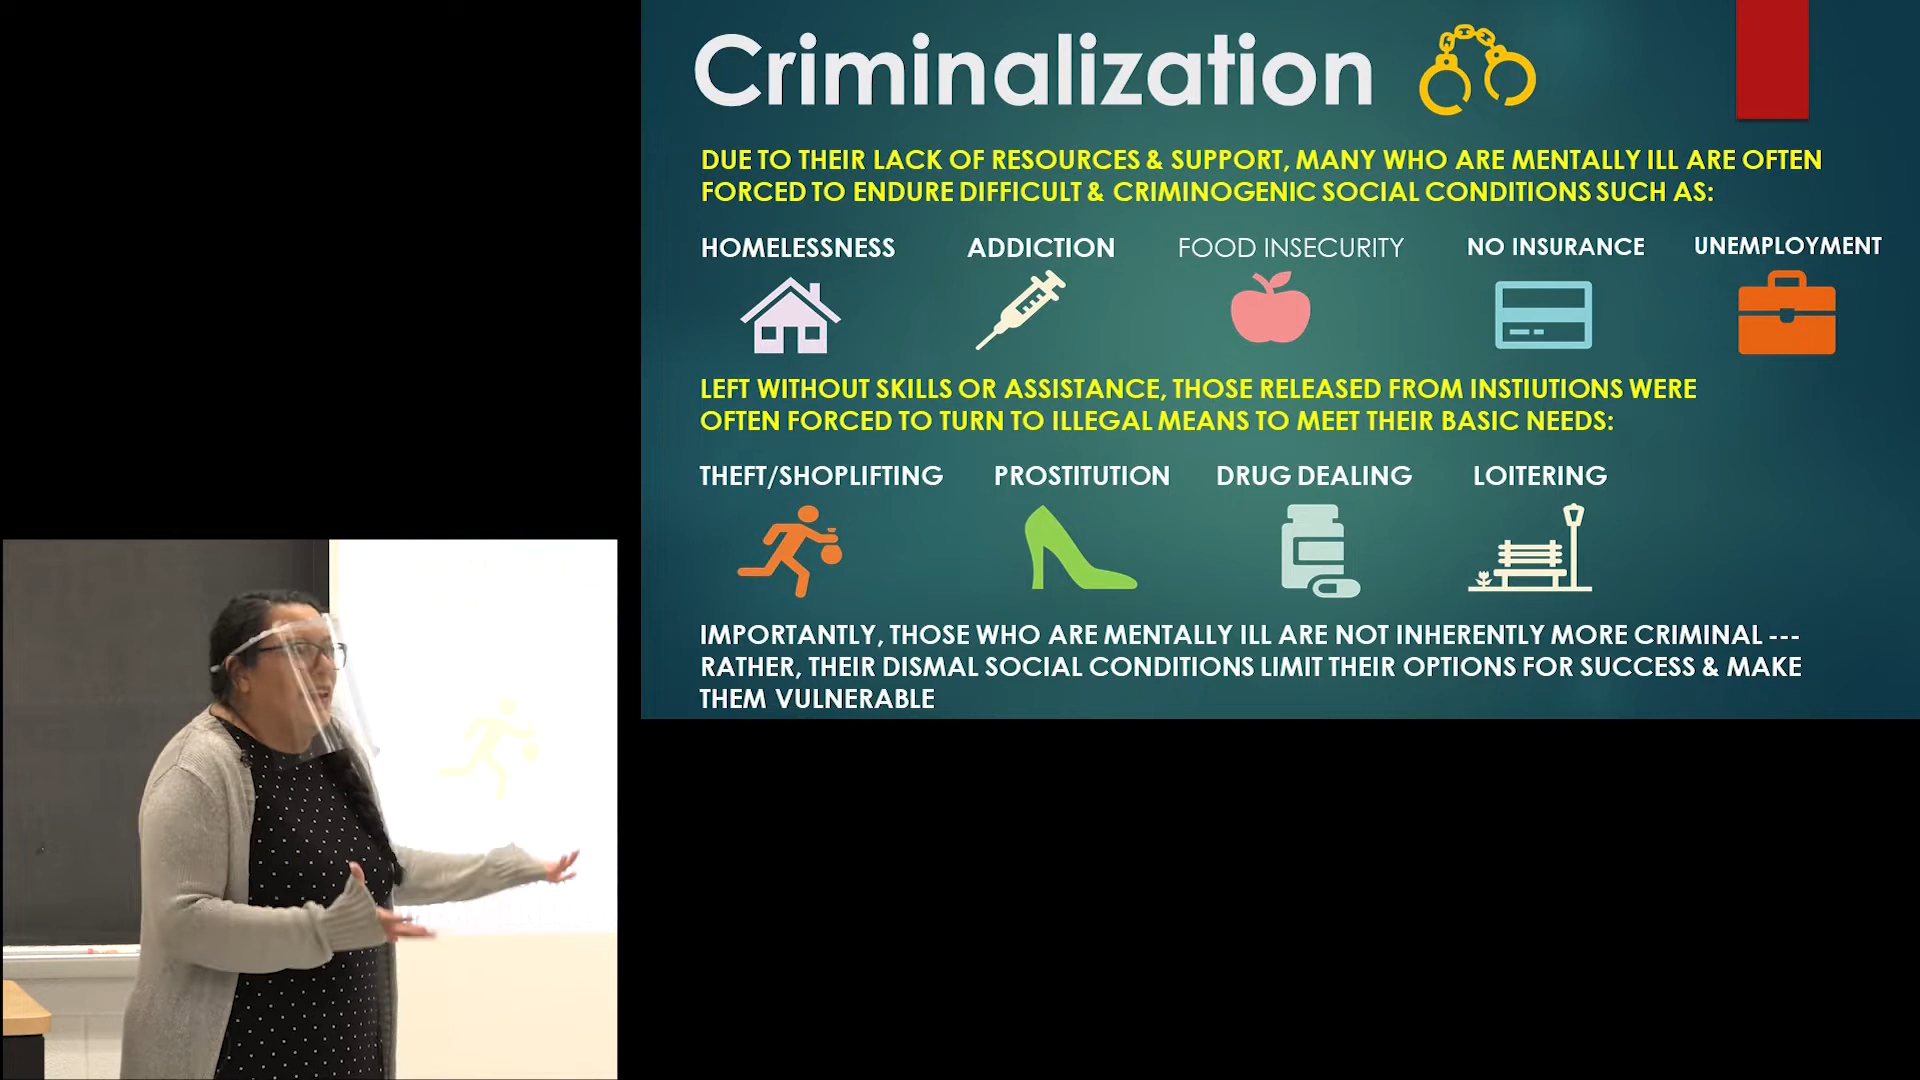 Criminalization
DUE TO THEIR LACK OF RESOURCES & SUPPORT, MANY WHO ARE MENTALLY ILL ARE OFTEN
FORCED TO ENDURE DIFFICULT & CRIMINOGENIC SOCIAL CONDITIONS SUCH AS:
HOMELESSNESS ADDICTION FOOD INSECURITY NO INSURANCE UNEMPLOYMENT
LEFT WITHOUT SKILLS OR ASSISTANCE, THOSE RELEASED FROM INSTIUTIONS WERE
OFTEN FORCED TO TURN TO ILLEGAL MEANS TO MEET THEIR BASIC NEEDS:
THEFT/SHOPLIFTING PROSTITUTION DRUG DEALING LOITERING
IMPORTANTLY, THOSE WHO ARE MENTALLY ILL ARE NOT INHERENTLY MORE CRIMINAL ---
RATHER, THEIR DISMAL SOCIAL CONDITIONS LIMIT THEIR OPTIONS FOR SUCCESS & MAKE
THEM VULNERABLE